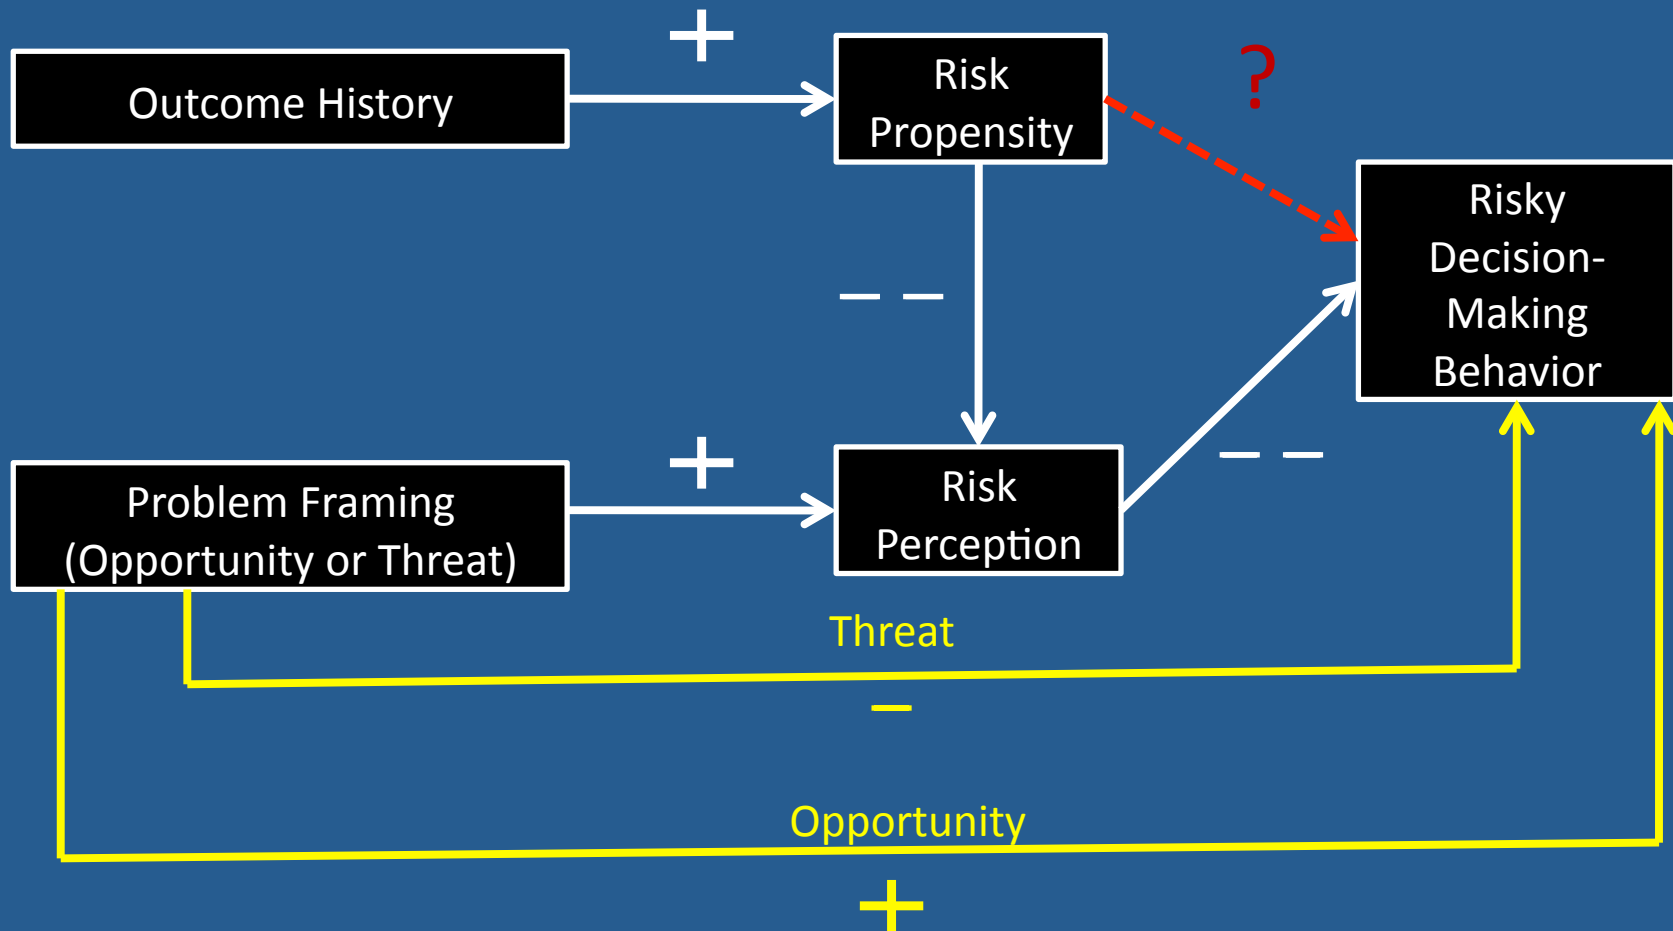 +
Outcome History
Risk
Propensity
?
Risky
Decision-
Making
Behavior
– –
+
Problem Framing
(Opportunity or Threat)
Risk
Perception
– –
Threat
–
Opportunity
+